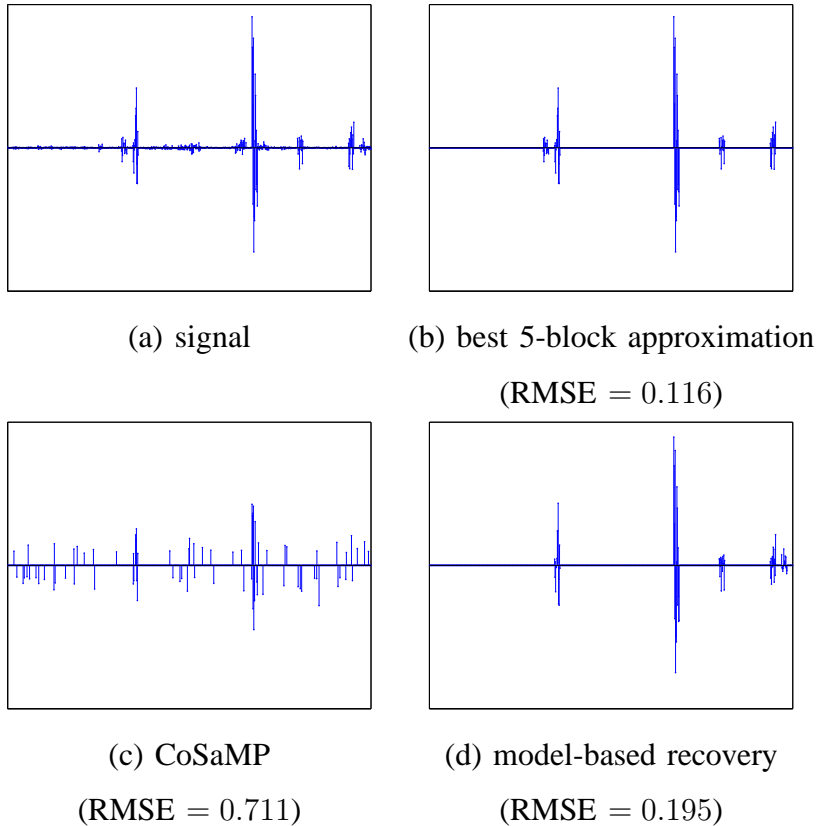 (a) signal
(b) best 5-block approximation
(RMSE = 0.116)
(c) CoSaMP
(RMSE = 0.711)
(d) model-based recovery
(RMSE = 0.195)